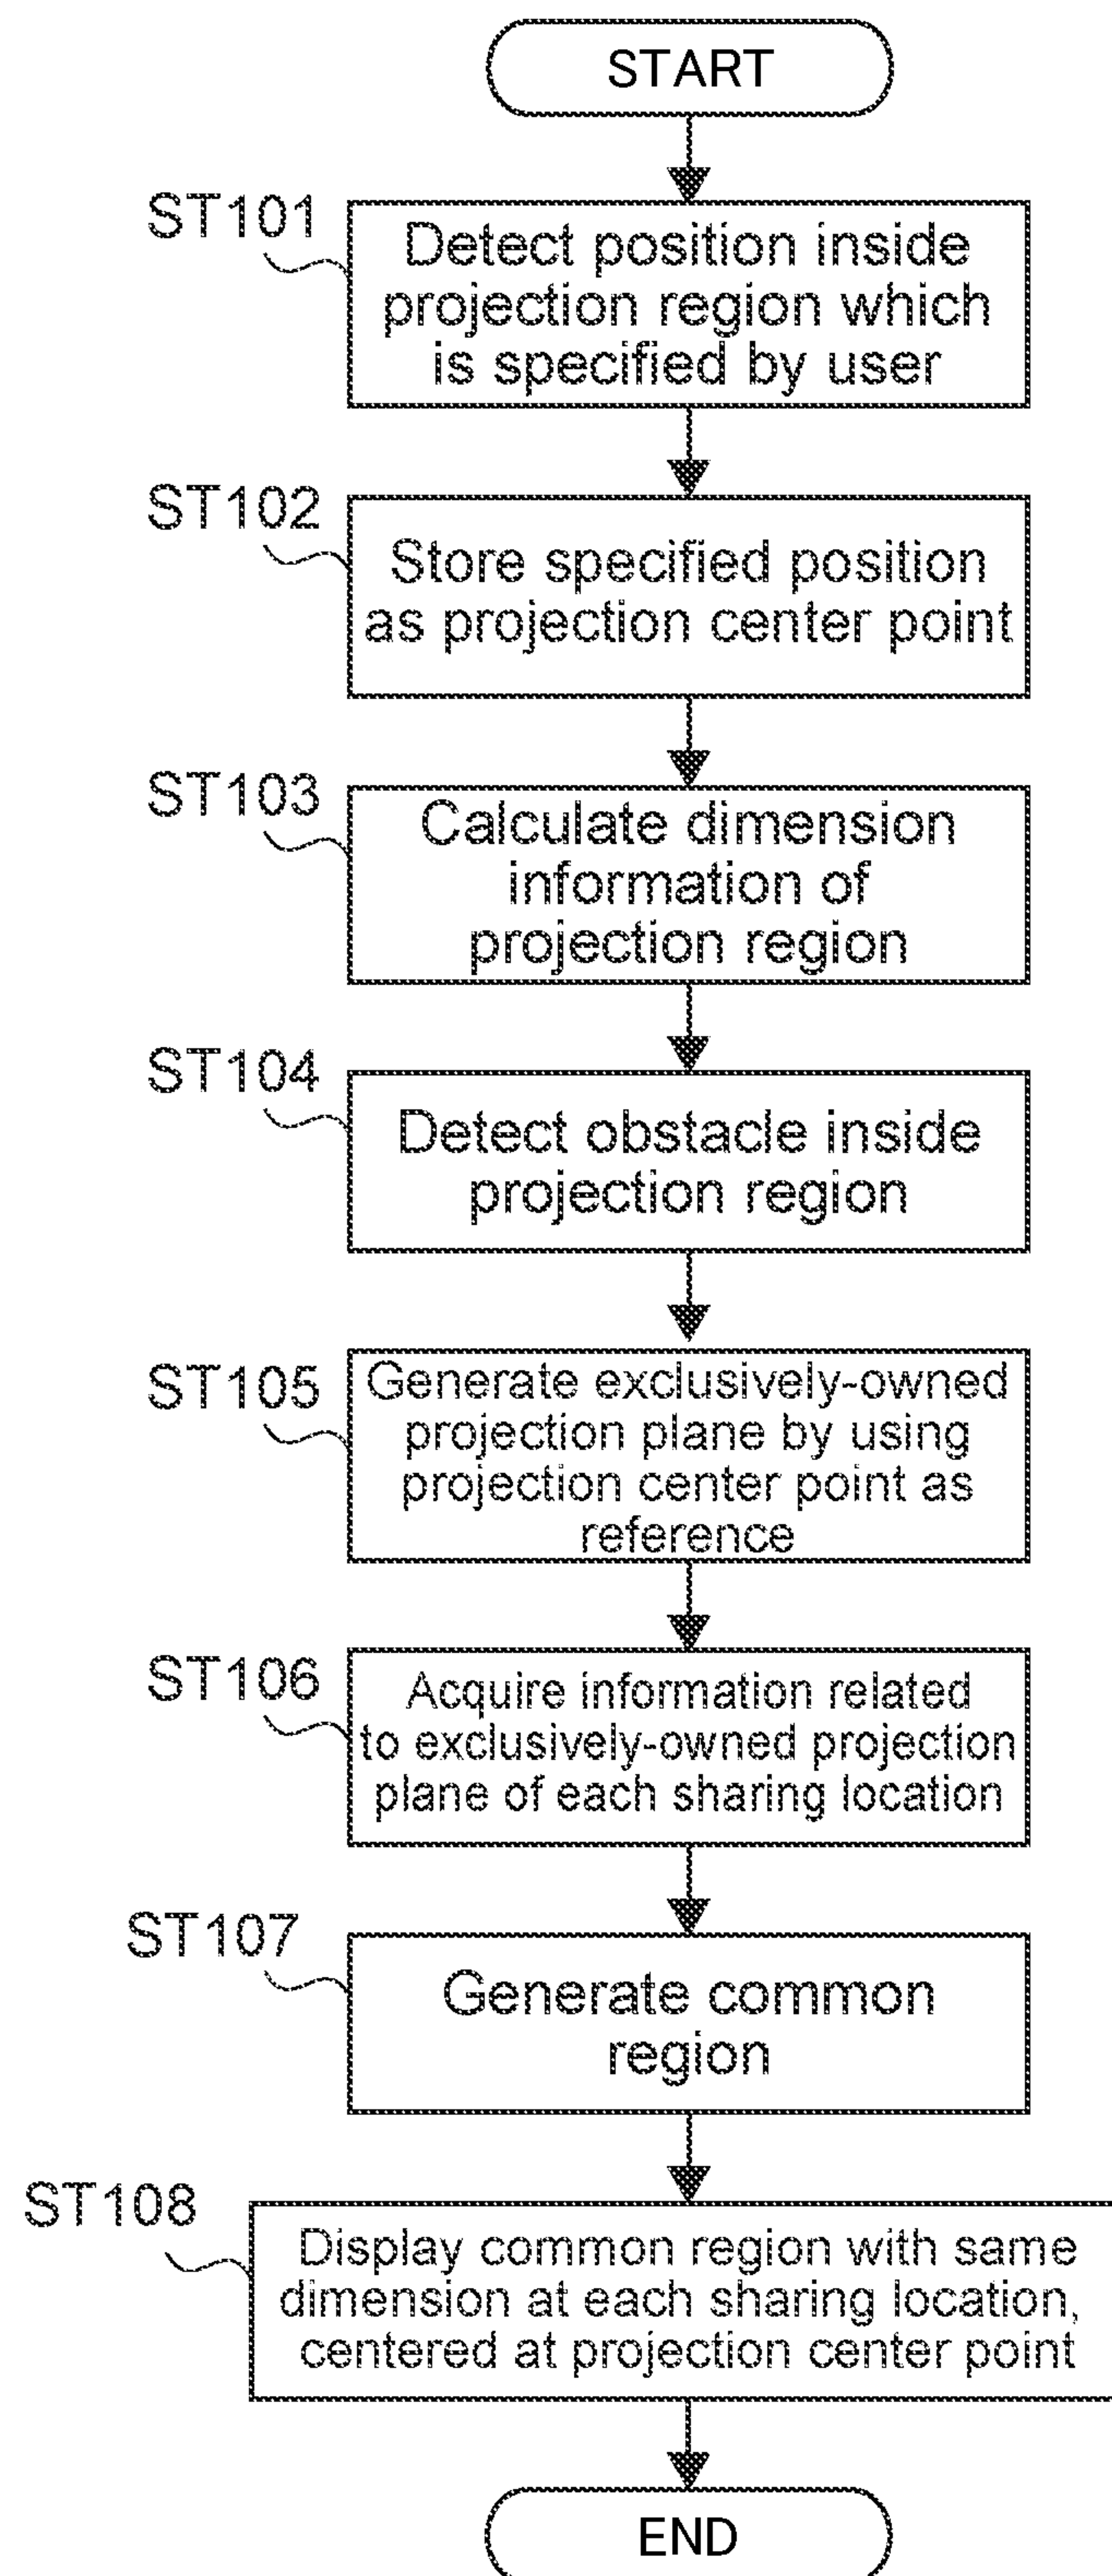 START
ST101
Detect position inside
projection region which
is specified by user
ST102
Store specified position
as projection center point
ST103
Calculate dimension
information of
projection region
ST104
Detect obstacle inside
projection region
ST105
Generate exclusively-owned
projection plane by using
projection center point as
reference
ST106
Acquire information related
to exclusively-owned projection
plane of each sharing location
ST107
Generate common
region
ST108
Display common region with same
dimension at each sharing location,
centered at projection center point
END